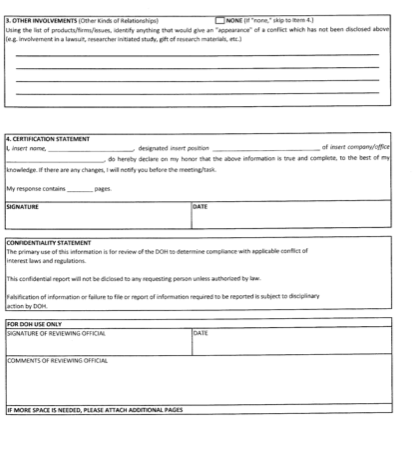 3. OTHER INVOLVEMENTS (Other Kinds of Relationships) NONE (If "none," skip to Item 4.)
Using the list of products/firms/issues, identify anything that would give an "appearance" of a conflict which has not been disclosed above
(e.g. involvement in a lawsuit, researcher initiated study, gift of research materials, etc.)
4. CERTIFICATION STATEMENT
I, insert name, ____________, designated insert position ____________ of insert company/office
____________, do hereby declare on my honor that the above information is true and complete, to the best of my
knowledge. If there are any changes, I will notify you before the meeting/task.
My response contains ______ pages.
SIGNATURE DATE
CONFIDENTIALITY STATEMENT
The primary use of this information is for review of the DOH to determine compliance with applicable conflict of
interest laws and regulations.
This confidential report will not be diclosed to any requesting person unless authorized by law.
Falsification of information or failure to file or report of information required to be reported is subject to disciplinary
action by DOH.
FOR DOH USE ONLY
SIGNATURE OF REVIEWING OFFICIAL DATE
COMMENTS OF REVIEWING OFFICIAL
IF MORE SPACE IS NEEDED, PLEASE ATTACH ADDITIONAL PAGES